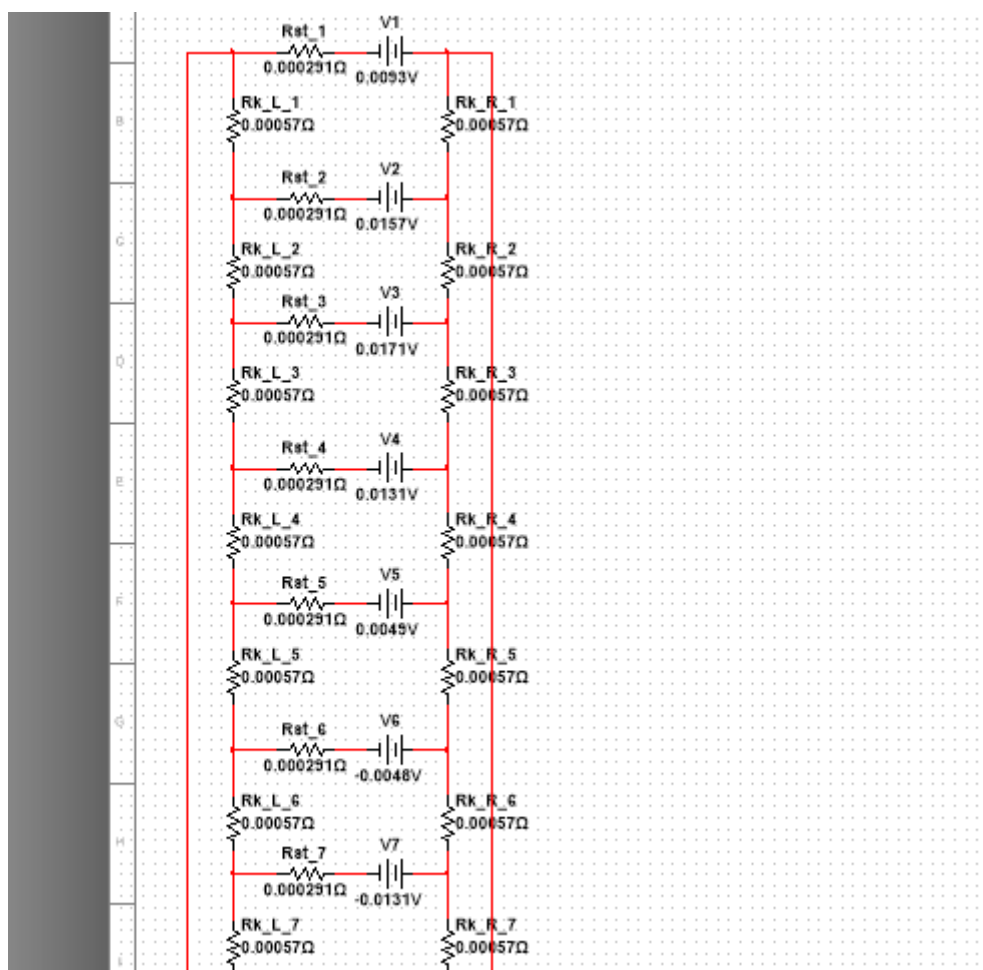 V1
Rst_1
0.000291Ω
0.0093V
Rk_L_1
0.00057Ω
Rk_R_1
0.00057Ω
B
V2
Rst_2
0.000291Ω
0.0157V
C
Rk_L_2
0.00057Ω
Rk_R_2
0.00057Ω
V3
Rst_3
0.000291Ω
0.0171V
D
Rk_L_3
0.00057Ω
Rk_R_3
0.00057Ω
V4
Rst_4
0.000291Ω
0.0131V
E
Rk_L_4
0.00057Ω
Rk_R_4
0.00057Ω
V5
Rst_5
0.000291Ω
0.0049V
F
Rk_L_5
0.00057Ω
Rk_R_5
0.00057Ω
V6
Rst_6
0.000291Ω
-0.0048V
G
Rk_L_6
0.00057Ω
Rk_R_6
0.00057Ω
H
V7
Rst_7
0.000291Ω
-0.0131V
Rk_L_7
0.00057Ω
Rk_R_7
0.00057Ω